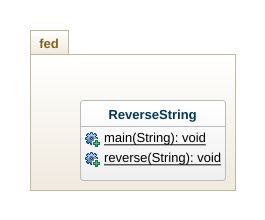 fed
ReverseString
main(String): void
reverse(String): void